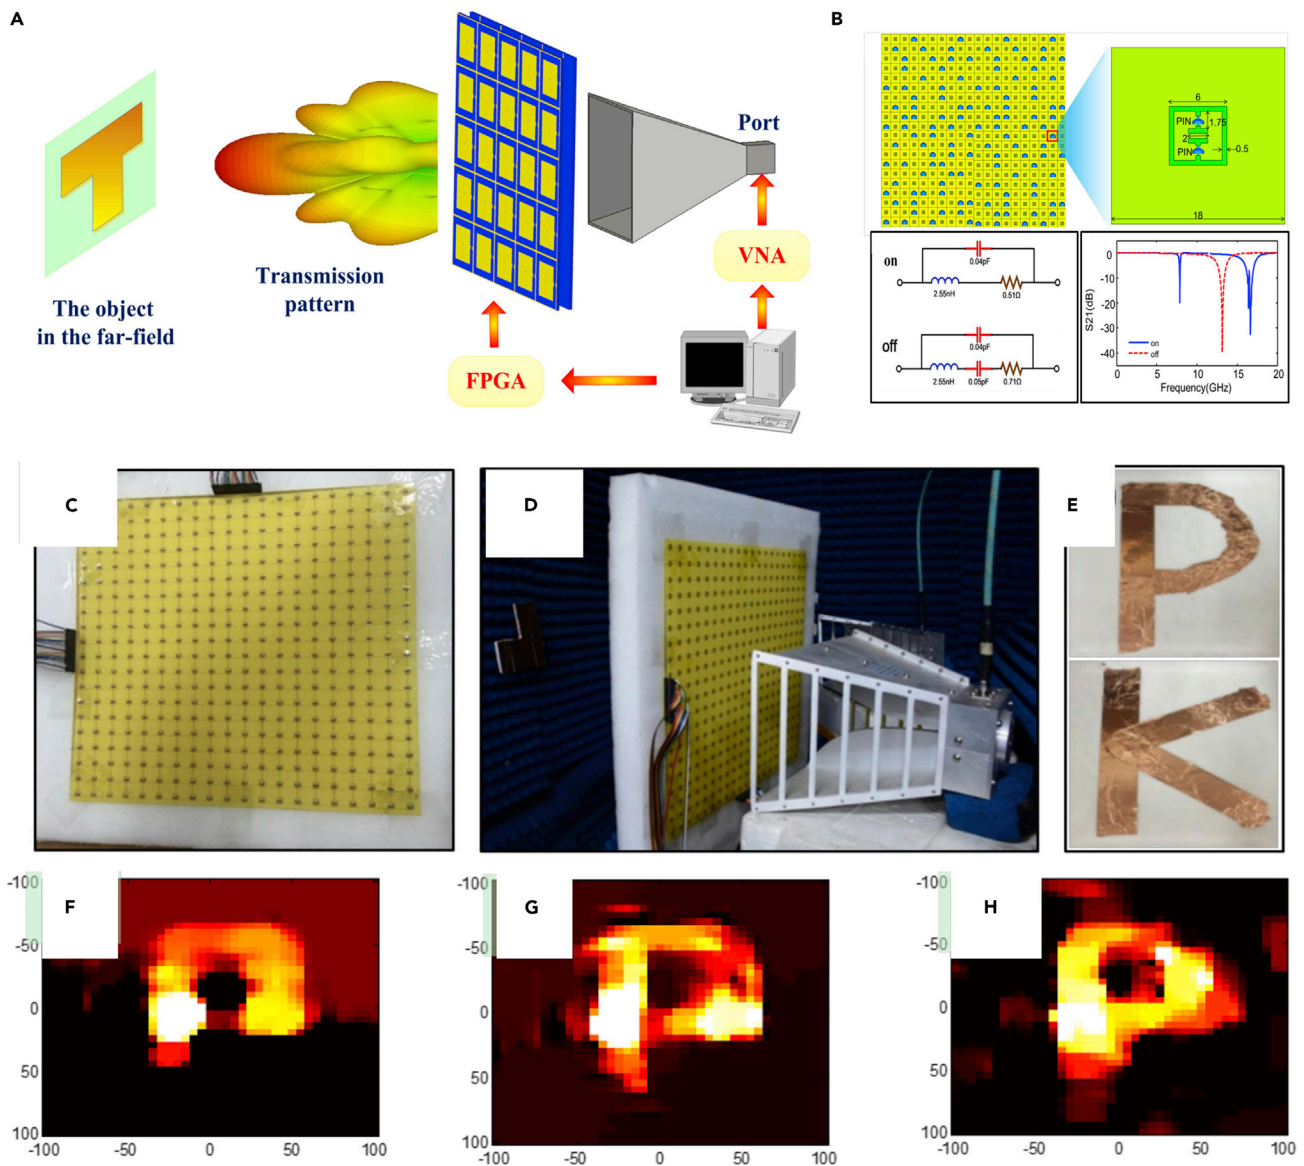 A
Port
VNA
FPGA
Transmission
pattern
The object
in the far-field
B
6
PIN
1.75
2
PIN
0.5
18
on
0.04pF
2.55nH
0.51Ω
off
0.04pF
2.55nH
0.05pF
0.71Ω
S21(dB)
0
-10
-20
-30
-40
on
off
0
5
10
15
20
Frequency(GHz)
C
D
E
P
K
F
-100
-50
0
50
100
-100
-50
0
50
100
G
-100
-50
0
50
100
-100
-50
0
50
100
H
-100
-50
0
50
100
-100
-50
0
50
100